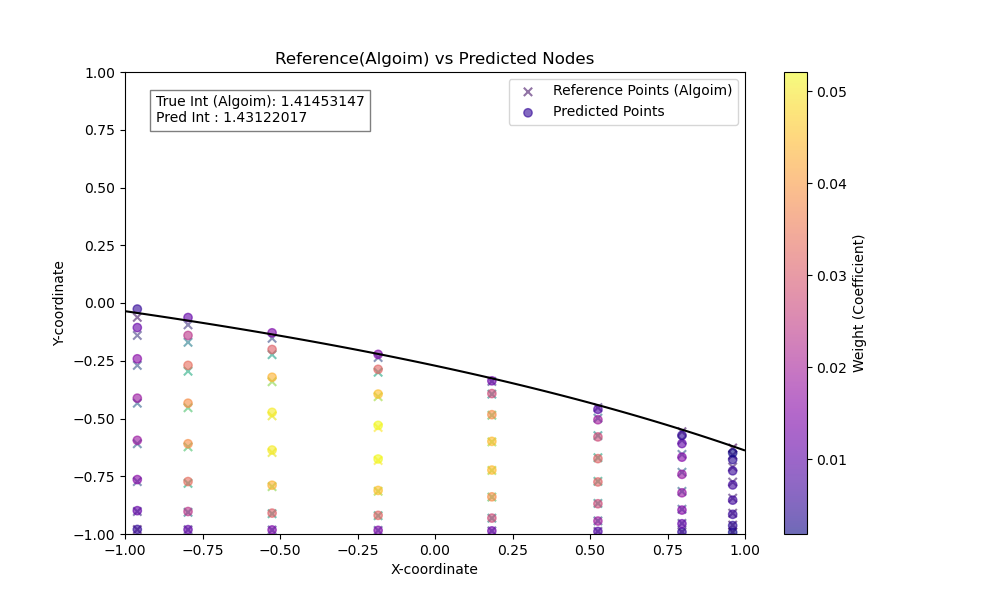 Reference(Algoim) vs Predicted Nodes
True Int (Algoim): 1.41453147
Pred Int : 1.43122017
Reference Points (Algoim)
Predicted Points
Y-coordinate
1.00
0.75
0.50
0.25
0.00
−0.25
−0.50
−0.75
−1.00
−1.00
−0.75
−0.50
−0.25
0.00
0.25
0.50
0.75
1.00
X-coordinate
0.05
0.04
0.03
0.02
0.01
Weight (Coefficient)